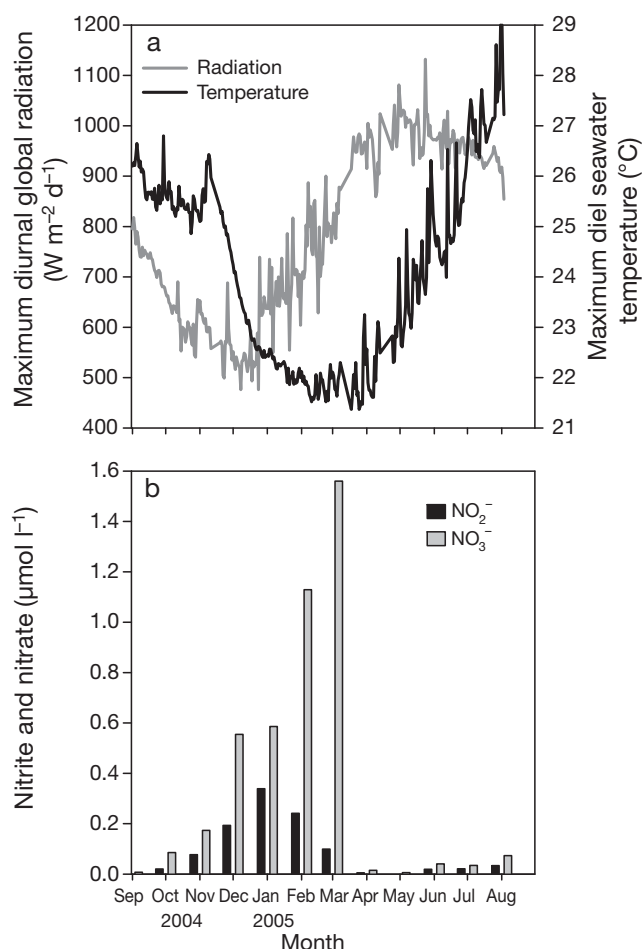 a
Radiation
Temperature
Maximum diurnal global radiation
(W m⁻² d⁻¹)
1200
1100
1000
900
800
700
600
500
400
29
28
27
26
25
24
23
22
21
Maximum diel seawater
temperature (°C)
b
NO₂⁻
NO₃⁻
Nitrite and nitrate (µmol l⁻¹)
1.6
1.4
1.2
1.0
0.8
0.6
0.4
0.2
0.0
Sep Oct Nov Dec Jan Feb Mar Apr May Jun Jul Aug
2004 2005
Month